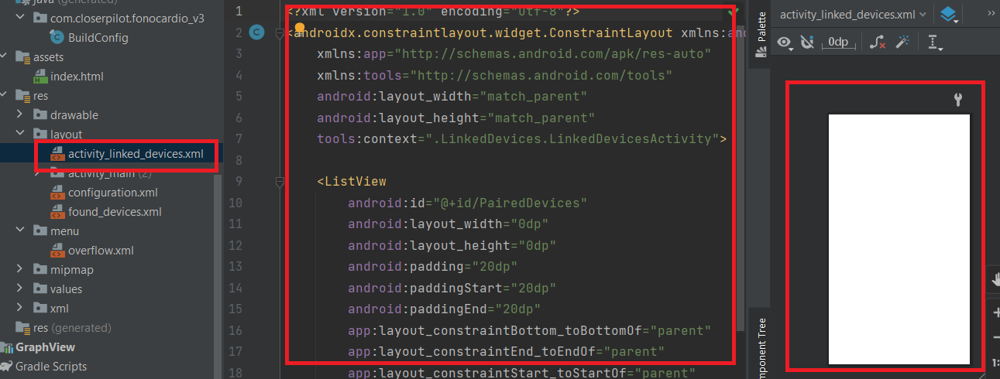 java (generated)
com.closerpilot.fonocardio_v3
BuildConfig
assets
index.html
res
drawable
layout
activity_linked_devices.xml
activity_main (2)
configuration.xml
found_devices.xml
menu
overflow.xml
mipmap
values
xml
res (generated)
GraphView
Gradle Scripts
1 <?xml version="1.0" encoding="utf-8"?>
2 <androidx.constraintlayout.widget.ConstraintLayout xmlns:and
3 xmlns:app="http://schemas.android.com/apk/res-auto"
4 xmlns:tools="http://schemas.android.com/tools"
5 android:layout_width="match_parent"
6 android:layout_height="match_parent"
7 tools:context=".LinkedDevices.LinkedDevicesActivity">
8
9 <ListView
10 android:id="@+id/PairedDevices"
11 android:layout_width="0dp"
12 android:layout_height="0dp"
13 android:padding="20dp"
14 android:paddingStart="20dp"
15 android:paddingEnd="20dp"
16 app:layout_constraintBottom_toBottomOf="parent"
17 app:layout_constraintEnd_toEndOf="parent"
18 app:layout_constraintStart_toStartOf="parent"
Palette
mponent Tree
activity_linked_devices.xml
0dp
1: